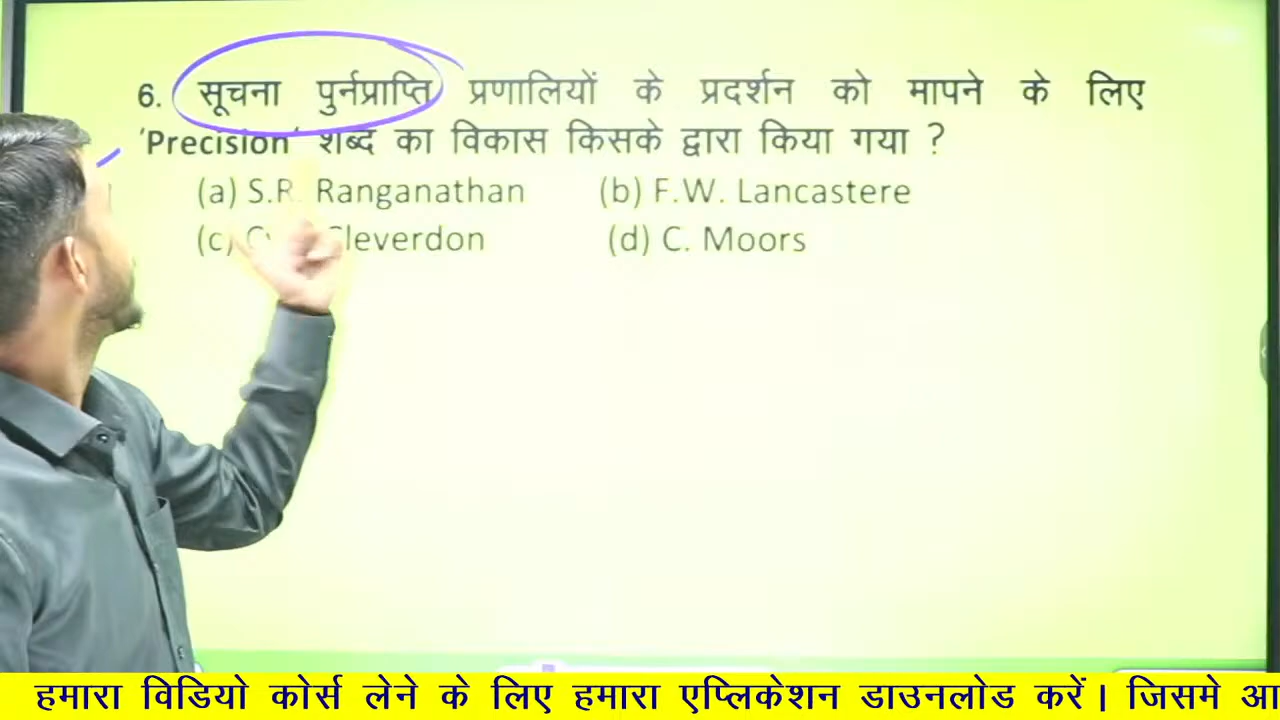 6. सूचना पुर्नप्राप्ति प्रणालियों के प्रदर्शन को मापने के लिए
'Precision' शब्द का विकास किसके द्वारा किया गया ?
(a) S.R. Ranganathan (b) F.W. Lancastere
(c) Cleverdon (d) C. Moors
हमारा विडियो कोर्स लेने के लिए हमारा एप्लिकेशन डाउनलोड करें। जिसमे आ